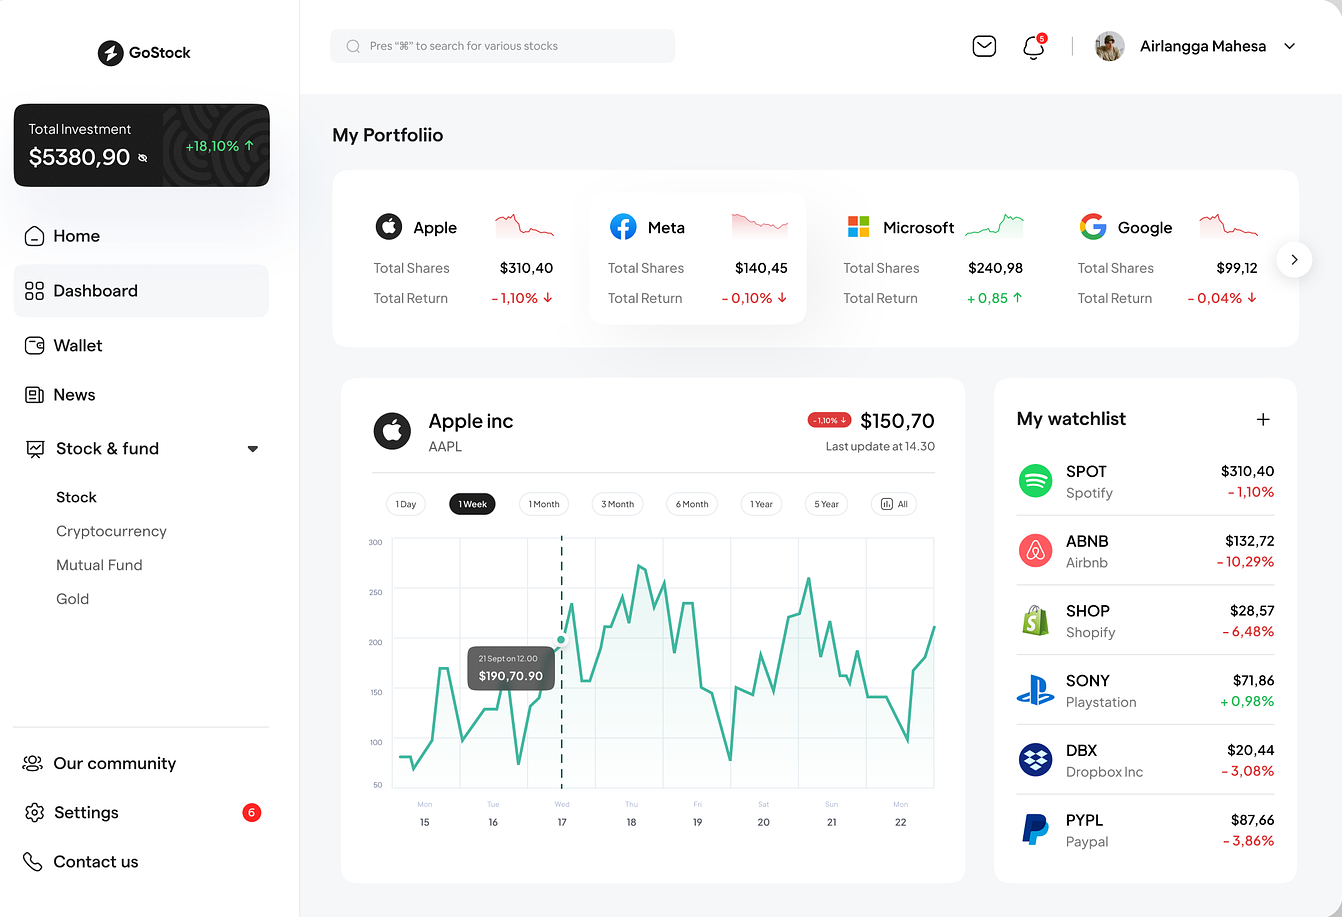 GoStock
Total Investment
$5380,90
+18,10%
Home
Dashboard
Wallet
News
Stock & fund
Stock
Cryptocurrency
Mutual Fund
Gold
Our community
Settings
6
Contact us
Pres “⌘” to search for various stocks
5
Airlangga Mahesa
My Portfoliio
Apple
Total Shares $310,40
Total Return - 1,10%
Meta
Total Shares $140,45
Total Return - 0,10%
Microsoft
Total Shares $240,98
Total Return + 0,85
Google
Total Shares $99,12
Total Return - 0,04%
Apple inc
AAPL
- 1,10% $150,70
Last update at 14.30
1 Day 1 Week 1 Month 3 Month 6 Month 1 Year 5 Year All
300
250
200
150
100
50
21 Sept on 12.00
$190,70.90
Mon Tue Wed Thu Fri Sat Sun Mon
15 16 17 18 19 20 21 22
My watchlist
SPOT $310,40
Spotify - 1,10%
ABNB $132,72
Airbnb - 10,29%
SHOP $28,57
Shopify - 6,48%
SONY $71,86
Playstation + 0,98%
DBX $20,44
Dropbox Inc - 3,08%
PYPL $87,66
Paypal - 3,86%